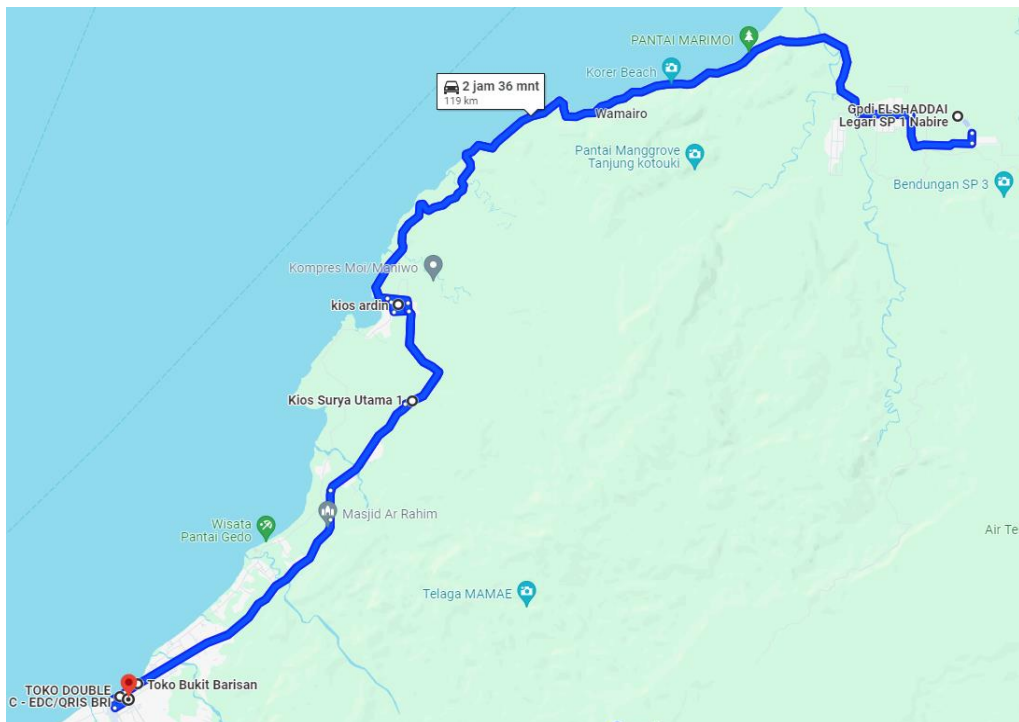 PANTAI MARIMOI
Korer Beach
2 jam 36 mnt
119 km
Wamairo
Gpdi ELSHADDAI
Legari SP 1 Nabire
Pantai Manggrove
Tanjung kotouki
Bendungan SP 3
Kompres Moi/Maniwo
kios ardin
Kios Surya Utama 1
Masjid Ar Rahim
Wisata
Pantai Gedo
Air Te
Telaga MAMAE
TOKO DOUBLE
C - EDC/QRIS BRI
Toko Bukit Barisan